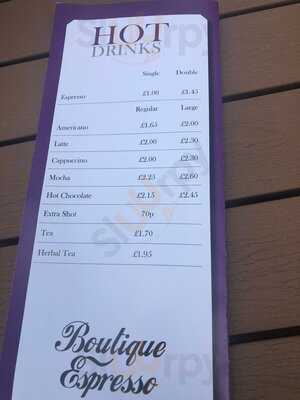 HOT
DRINKS
Single Double
Espresso £1.00 £1.45
Regular Large
Americano £1.65 £2.00
Latte £2.00 £2.30
Cappuccino £2.00 £2.30
Mocha £2.25 £2.60
Hot Chocolate £2.15 £2.45
Extra Shot 70p
Tea £1.70
Herbal Tea £1.95
Boutique
Espresso